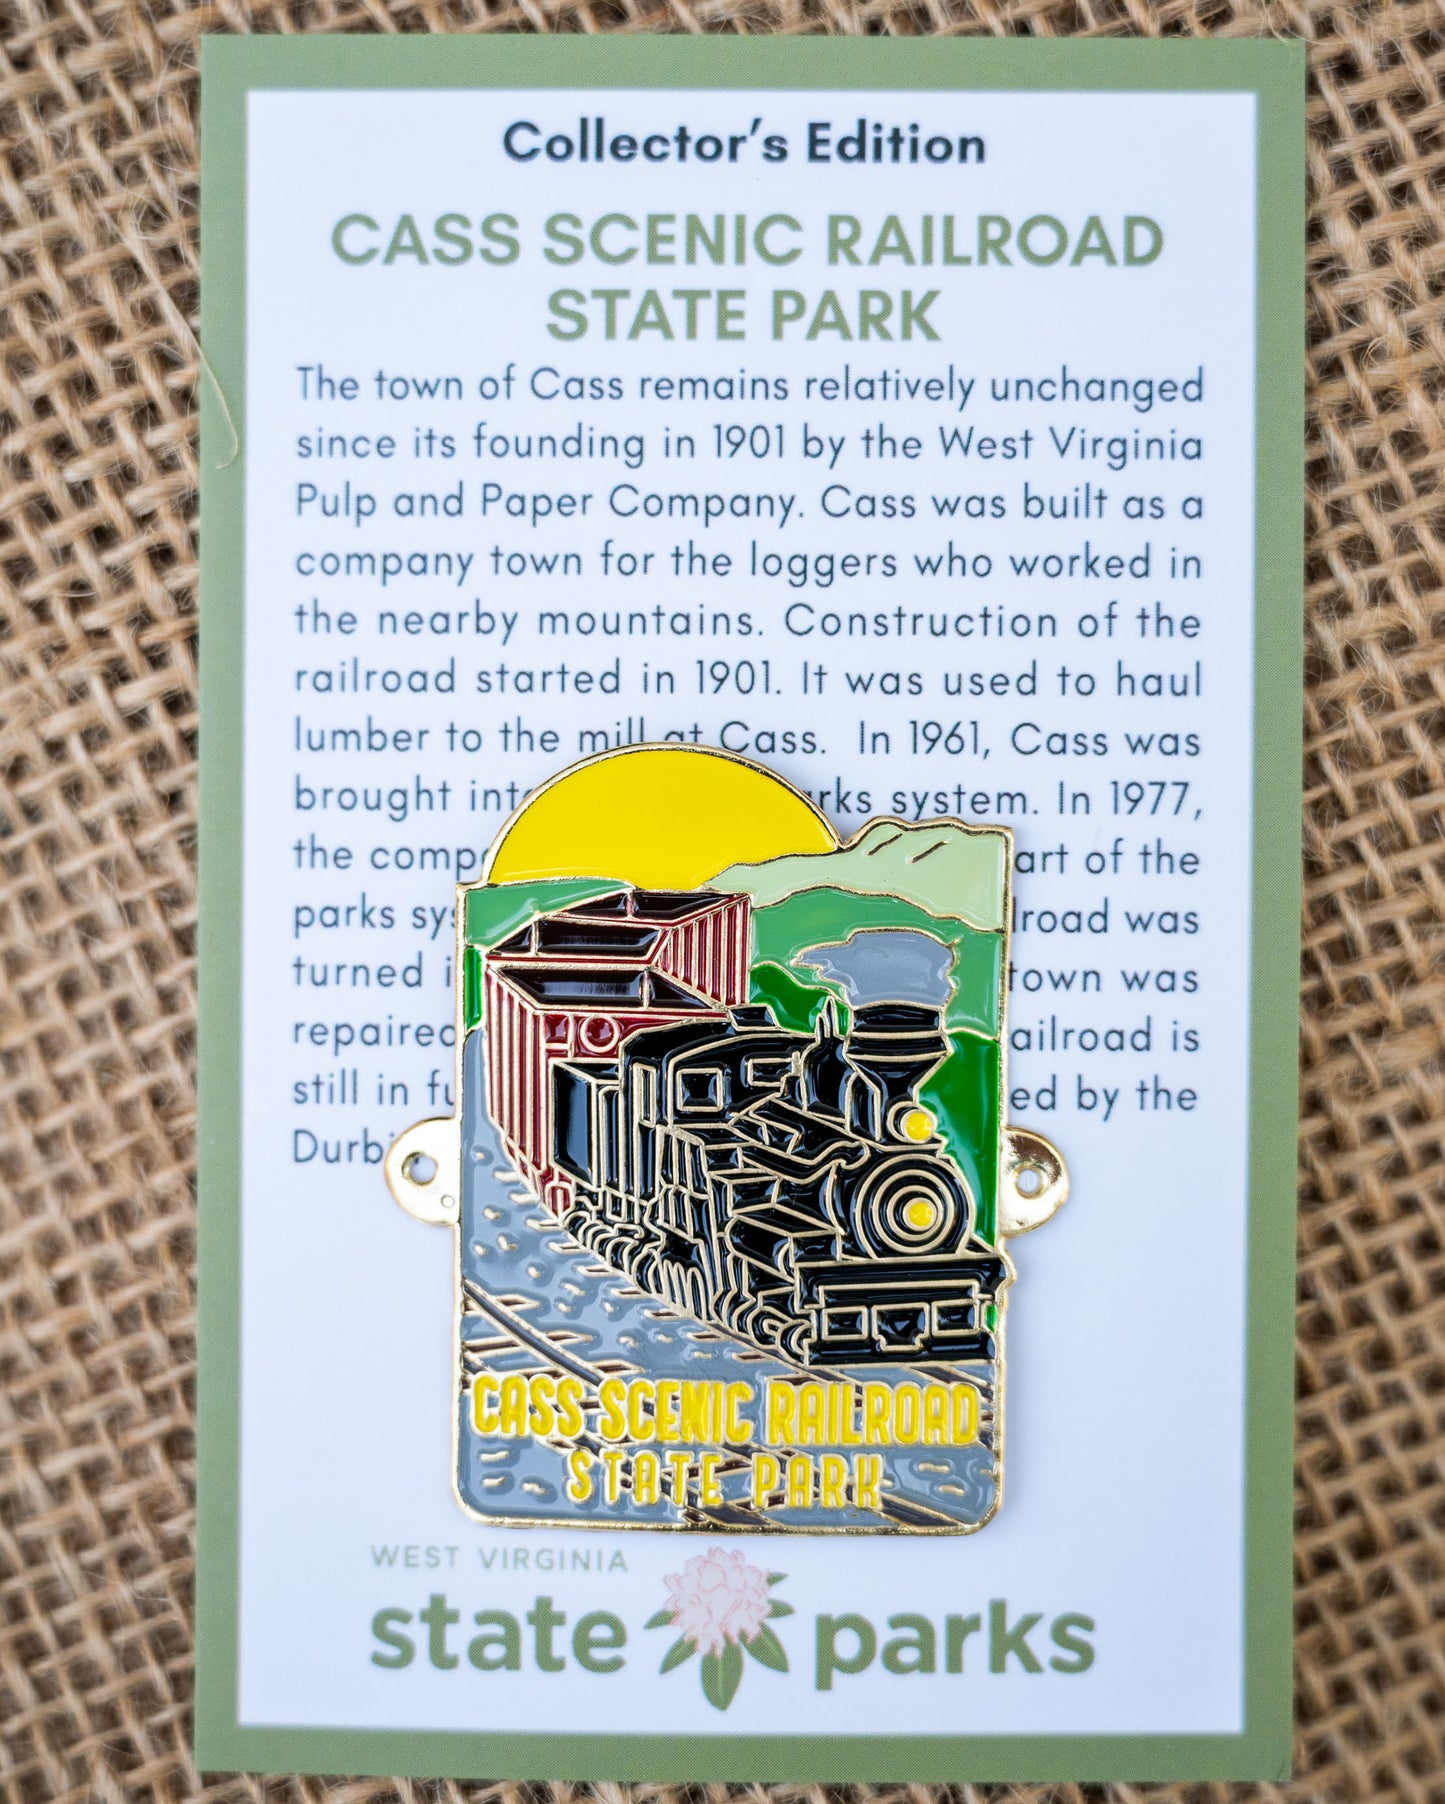 Collector's Edition
CASS SCENIC RAILROAD
STATE PARK
The town of Cass remains relatively unchanged
since its founding in 1901 by the West Virginia
Pulp and Paper Company. Cass was built as a
company town for the loggers who worked in
the nearby mountains. Construction of the
railroad started in 1901. It was used to haul
lumber to the mill at Cass. In 1961, Cass was
brought system. In 1977,
the of the
parks was
turned town was
repaired is
still in by the
CASS SCENIC RAILROAD
STATE PARK
WEST VIRGINIA
state parks